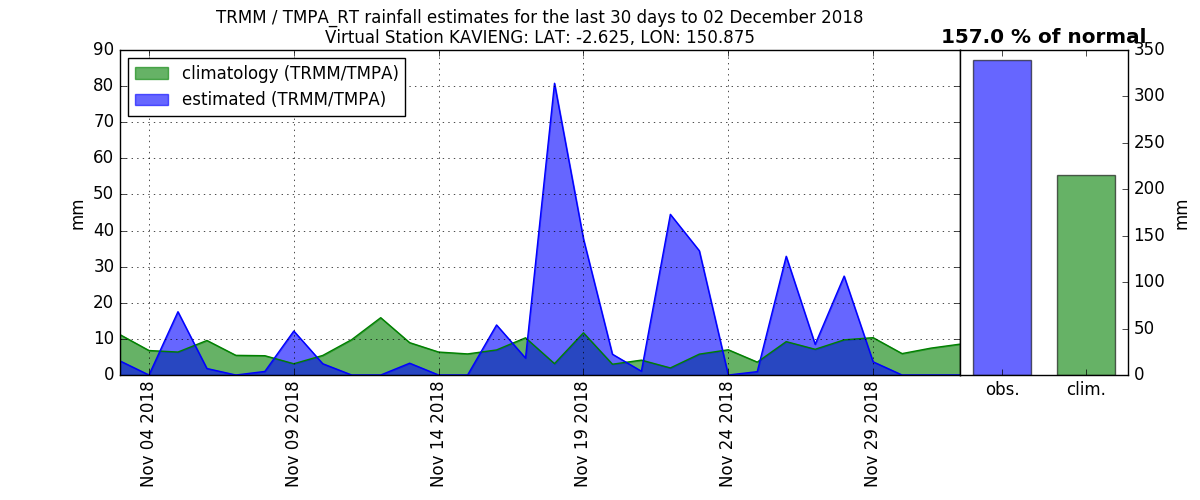 TRMM / TMPA_RT rainfall estimates for the last 30 days to 02 December 2018
Virtual Station KAVIENG: LAT: -2.625, LON: 150.875
157.0 % of normal
climatology (TRMM/TMPA)
estimated (TRMM/TMPA)
90
80
70
60
50
40
30
20
10
0
mm
Nov 04 2018
Nov 09 2018
Nov 14 2018
Nov 19 2018
Nov 24 2018
Nov 29 2018
350
300
250
200
150
100
50
0
mm
obs.
clim.